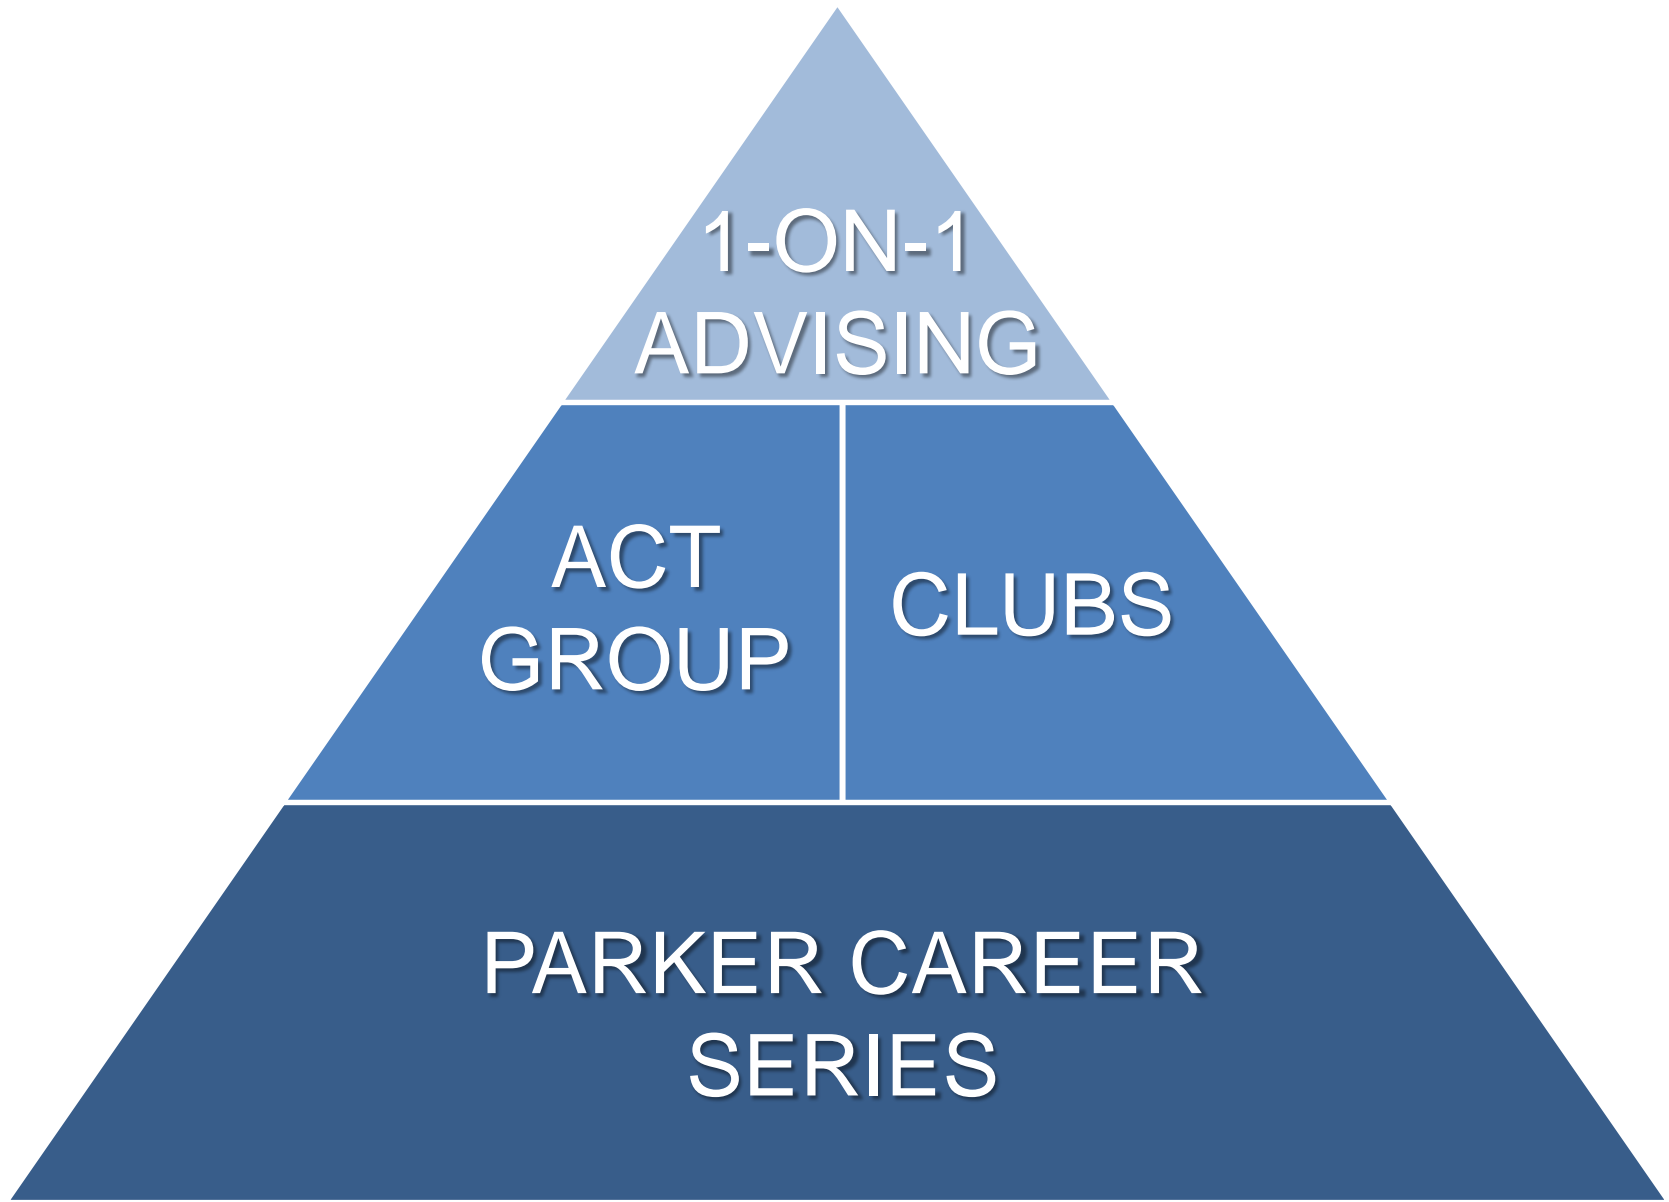 1-ON-1
ADVISING
ACT
GROUP
CLUBS
PARKER CAREER
SERIES